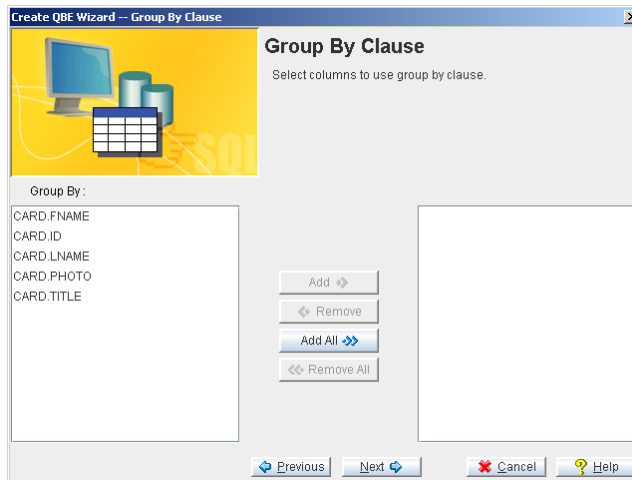 Create QBE Wizard -- Group By Clause
Group By Clause
Select columns to use group by clause.
SQL
Group By :
CARD.FNAME
CARD.ID
CARD.LNAME
CARD.PHOTO
CARD.TITLE
Add
Remove
Add All
Remove All
Previous
Next
Cancel
Help